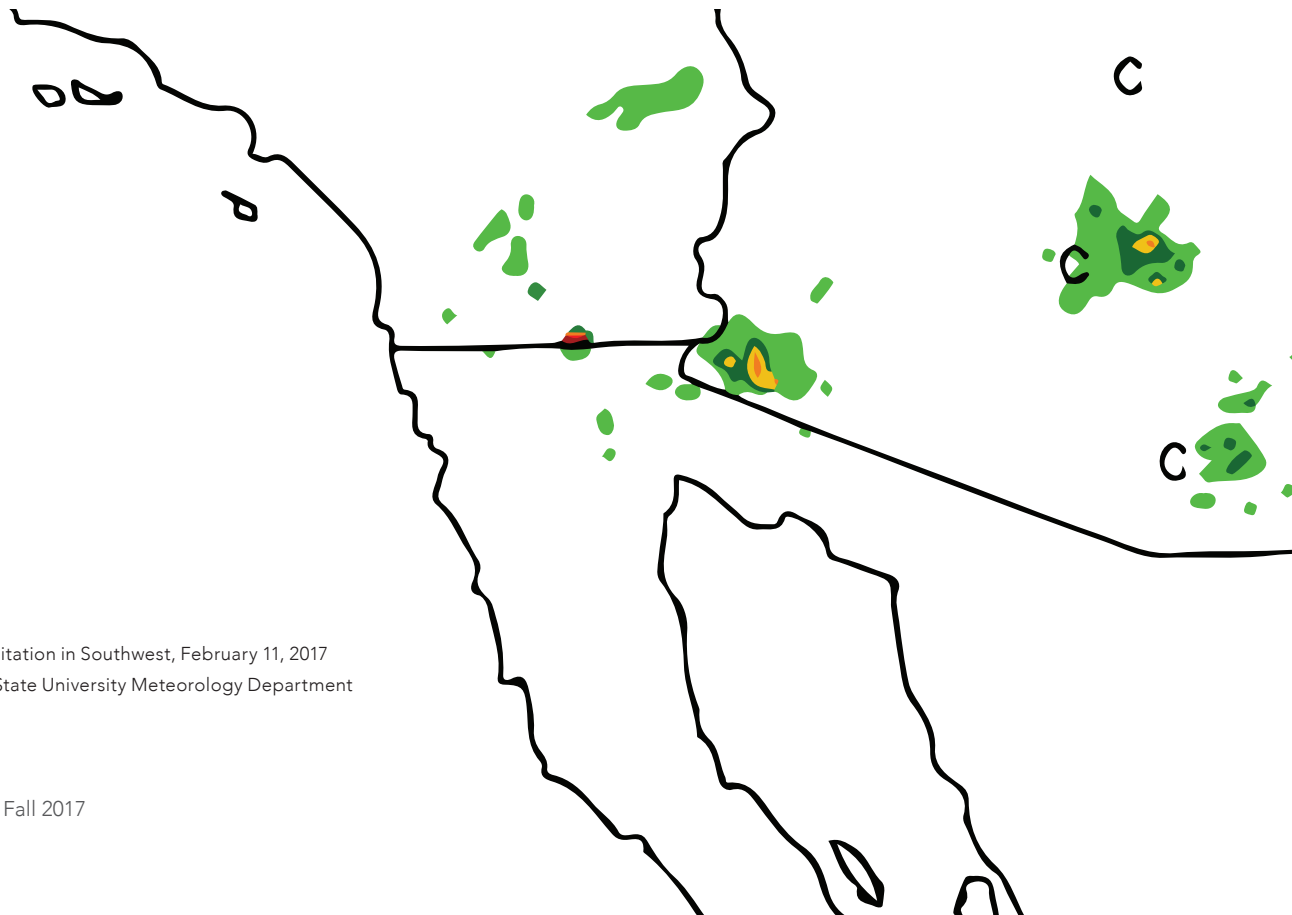 C
C
C
itation in Southwest, February 11, 2017
State University Meteorology Department
Fall 2017